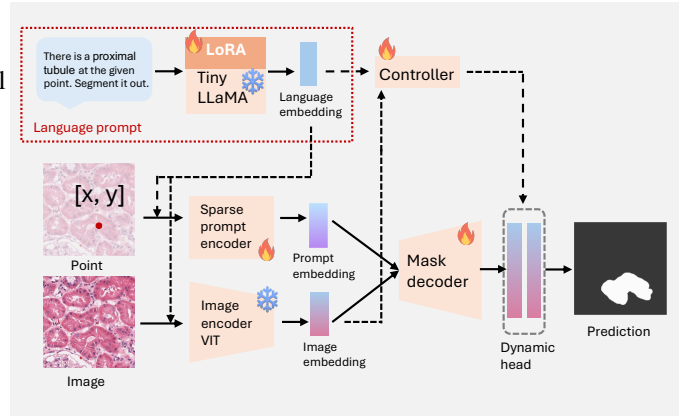 l
There is a proximal
tubule at the given
point. Segment it out.
Language prompt
LoRA
Tiny
LLaMA
Language
embedding
Controller
[x, y]
Point
Sparse
prompt
encoder
Prompt
embedding
Image
Image
encoder
VIT
Image
embedding
Mask
decoder
Dynamic
head
Prediction